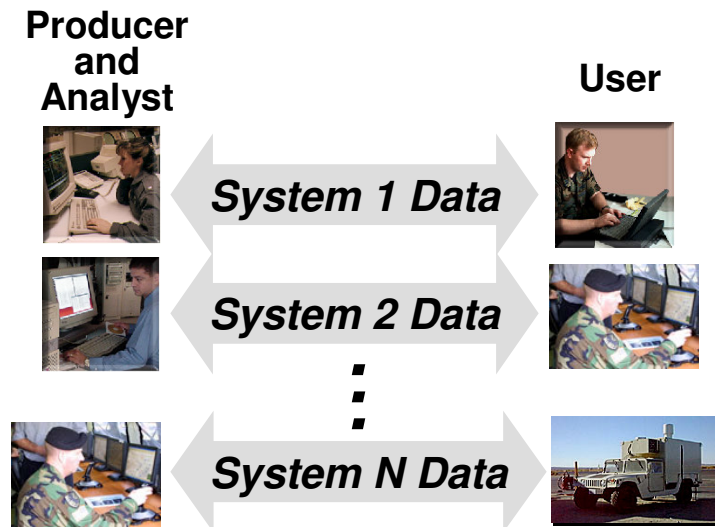 Producer
and
Analyst
User
System 1 Data
System 2 Data
System N Data